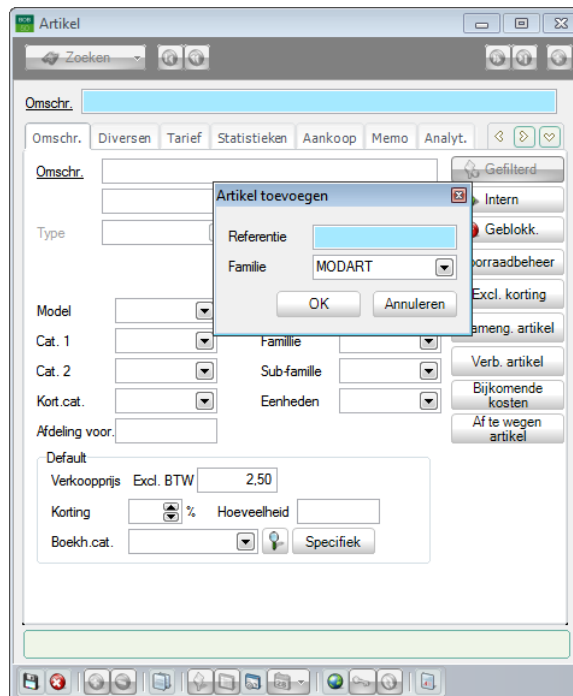 Artikel
Zoeken
Omschr.
Omschr. Diversen Tarief Statistieken Aankoop Memo Analyt.
Omschr.
Gefilterd
Artikel toevoegen
Intern
Type
Referentie
Geblokk.
Familie MODART
oorraadbeheer
OK Annuleren
Excl. korting
Model
ameng. artikel
Cat. 1
Famillie
Cat. 2
Sub-famille
Verb. artikel
Kort.cat.
Eenheden
Bijkomende
kosten
Afdeling voor.
Af te wegen
artikel
Default
Verkoopprijs Excl. BTW 2,50
Korting % Hoeveelheid
Boekh.cat. Specifiek